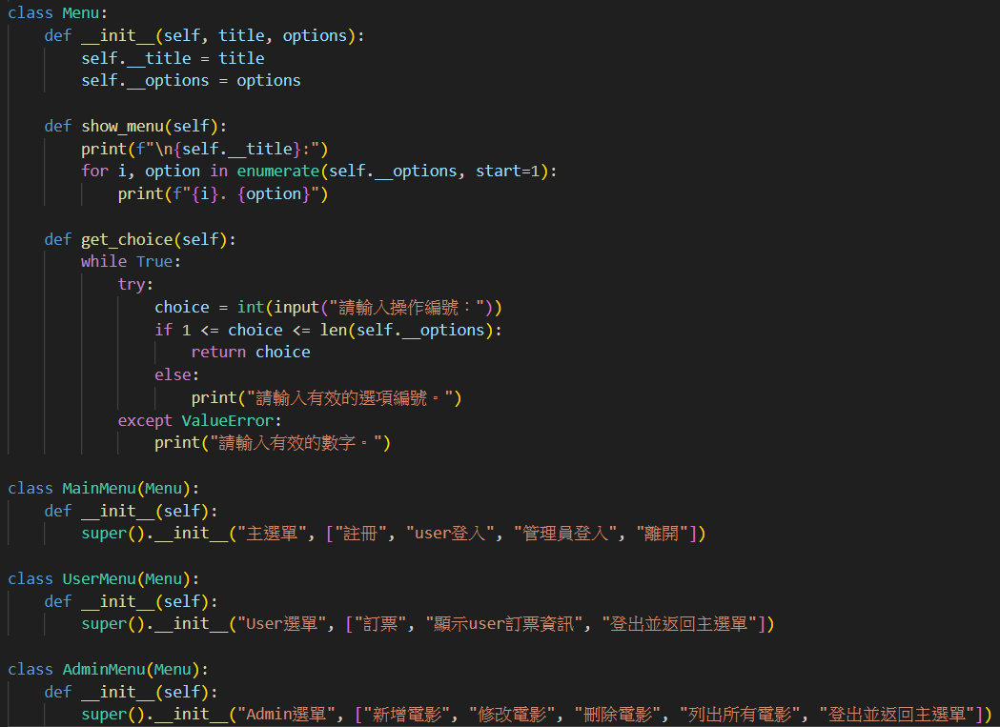 class Menu:
    def __init__(self, title, options):
        self.__title = title
        self.__options = options

    def show_menu(self):
        print(f"\n{self.__title}:")
        for i, option in enumerate(self.__options, start=1):
            print(f"{i}. {option}")

    def get_choice(self):
        while True:
            try:
                choice = int(input("請輸入操作編號："))
                if 1 <= choice <= len(self.__options):
                    return choice
                else:
                    print("請輸入有效的選項編號。")
            except ValueError:
                print("請輸入有效的數字。")

class MainMenu(Menu):
    def __init__(self):
        super().__init__("主選單", ["註冊", "user登入", "管理員登入", "離開"])

class UserMenu(Menu):
    def __init__(self):
        super().__init__("User選單", ["訂票", "顯示user訂票資訊", "登出並返回主選單"])

class AdminMenu(Menu):
    def __init__(self):
        super().__init__("Admin選單", ["新增電影", "修改電影", "刪除電影", "列出所有電影", "登出並返回主選單"])